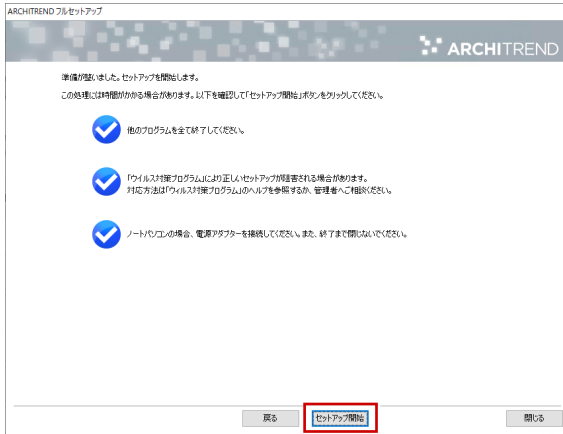 ARCHITREND フルセットアップ
ARCHITREND
準備が整いました。セットアップを開始します。
この処理には時間がかかる場合があります。以下を確認して「セットアップ開始」ボタンをクリックしてください。
他のプログラムを全て終了してください。
「ウイルス対策プログラム」により正しいセットアップが阻害される場合があります。
対応方法は「ウィルス対策プログラム」のヘルプを参照するか、管理者へご相談ください。
ノートパソコンの場合、電源アダプターを接続してください。また、終了まで閉じないでください。
戻る セットアップ開始 閉じる